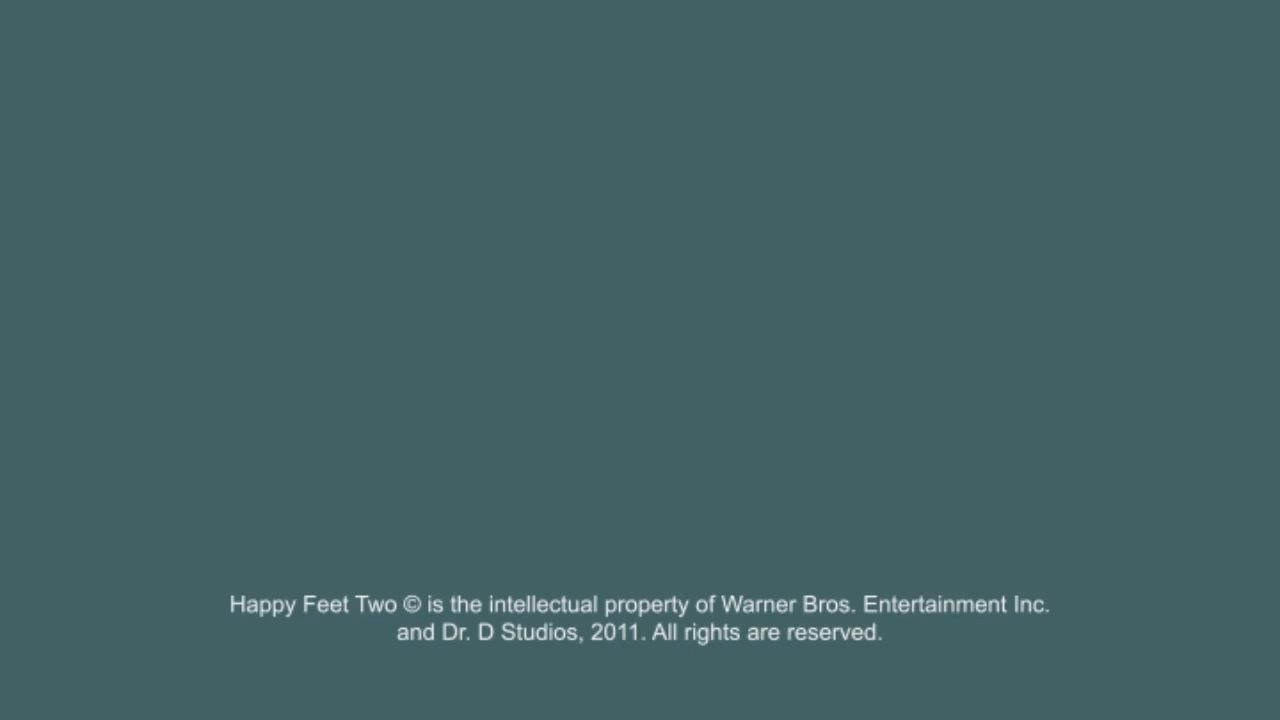 Happy Feet Two © is the intellectual property of Warner Bros. Entertainment Inc.
and Dr. D Studios, 2011. All rights are reserved.